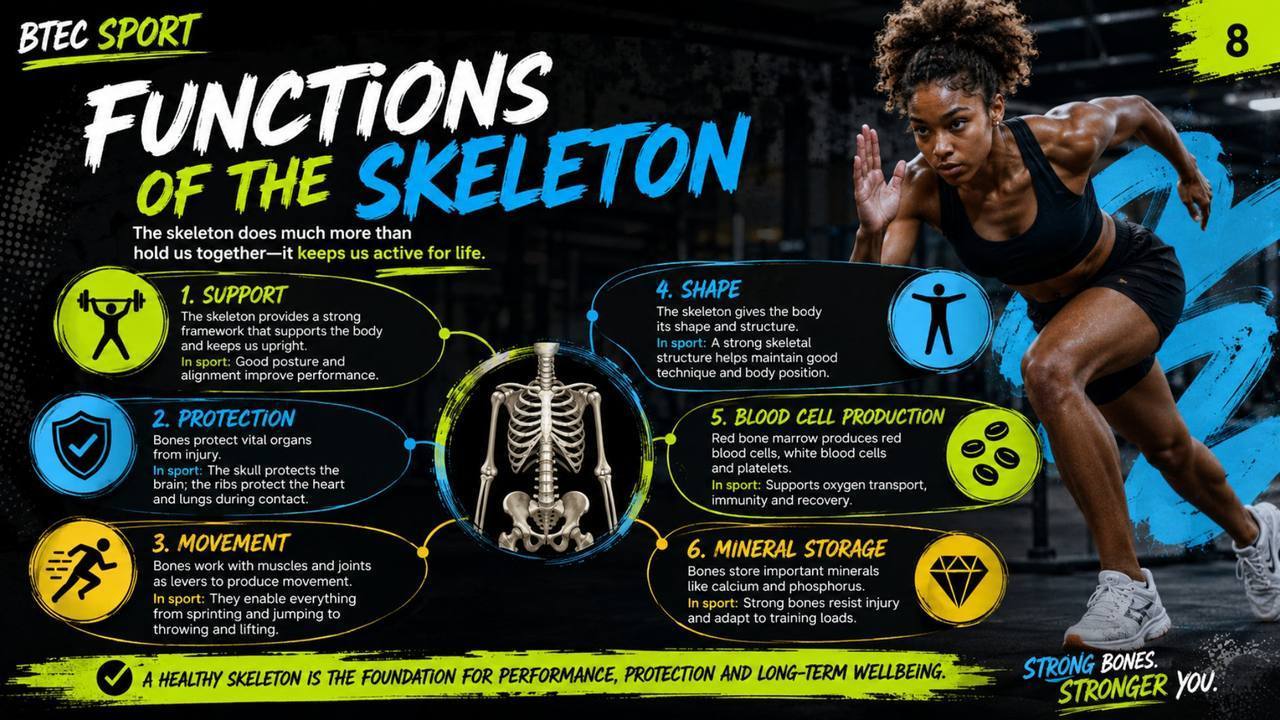 BTEC SPORT
8
FUNCTIONS
OF THE SKELETON
The skeleton does much more than
hold us together—it keeps us active for life.
1. SUPPORT
The skeleton provides a strong
framework that supports the body
and keeps us upright.
In sport: Good posture and
alignment improve performance.
2. PROTECTION
Bones protect vital organs
from injury.
In sport: The skull protects the
brain; the ribs protect the heart
and lungs during contact.
3. MOVEMENT
Bones work with muscles and joints
as levers to produce movement.
In sport: They enable everything
from sprinting and jumping to
throwing and lifting.
4. SHAPE
The skeleton gives the body
its shape and structure.
In sport: A strong skeletal
structure helps maintain good
technique and body position.
5. BLOOD CELL PRODUCTION
Red bone marrow produces red
blood cells, white blood cells
and platelets.
In sport: Supports oxygen transport,
immunity and recovery.
6. MINERAL STORAGE
Bones store important minerals
like calcium and phosphorus.
In sport: Strong bones resist injury
and adapt to training loads.
A HEALTHY SKELETON IS THE FOUNDATION FOR PERFORMANCE, PROTECTION AND LONG-TERM WELLBEING.
STRONG BONES.
STRONGER YOU.